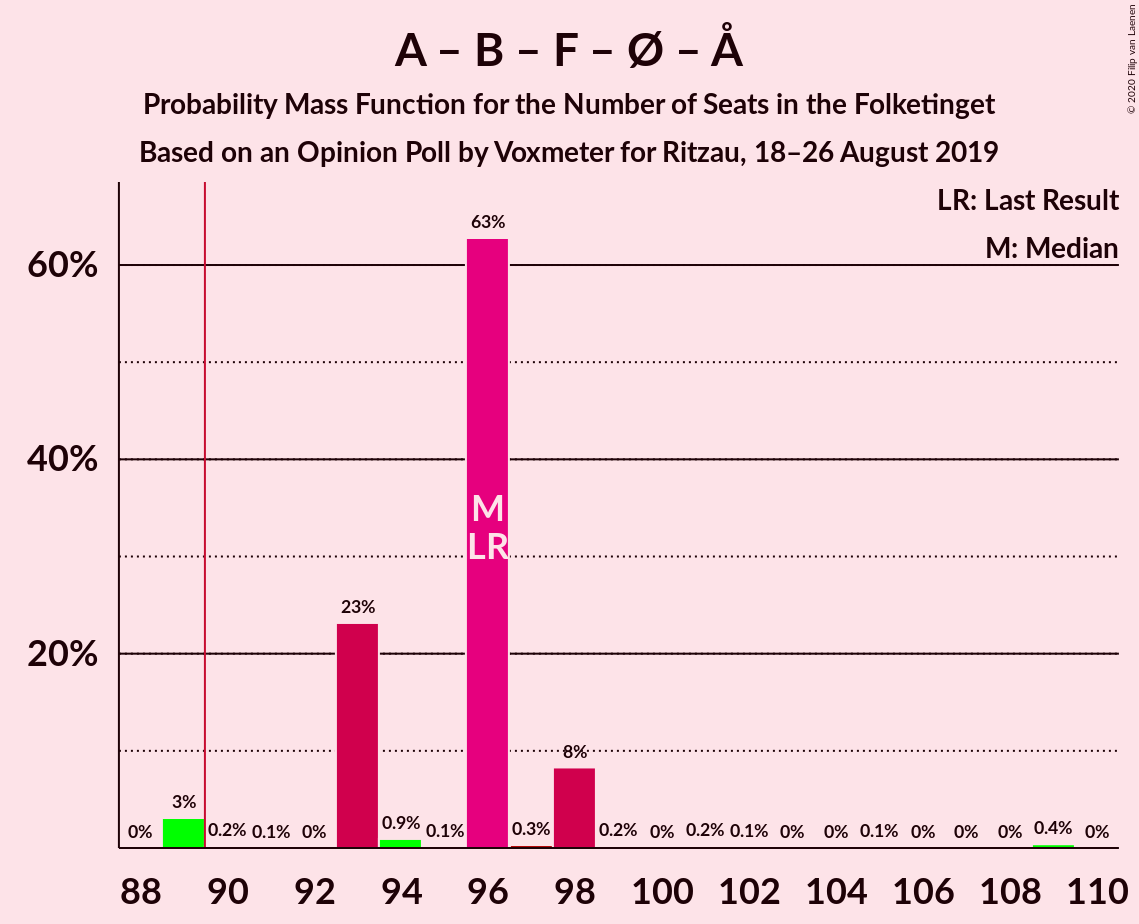 A – B – F – Ø – Å
Probability Mass Function for the Number of Seats in the Folketinget
Based on an Opinion Poll by Voxmeter for Ritzau, 18–26 August 2019
© 2020 Filip van Laenen
LR: Last Result
M: Median
60%
40%
20%
0% 3% 0.2% 0.1% 0% 23% 0.9% 0.1% 63% 0.3% 8% 0.2% 0% 0.2% 0.1% 0% 0% 0.1% 0% 0% 0% 0.4% 0%
M
LR
88 90 92 94 96 98 100 102 104 106 108 110